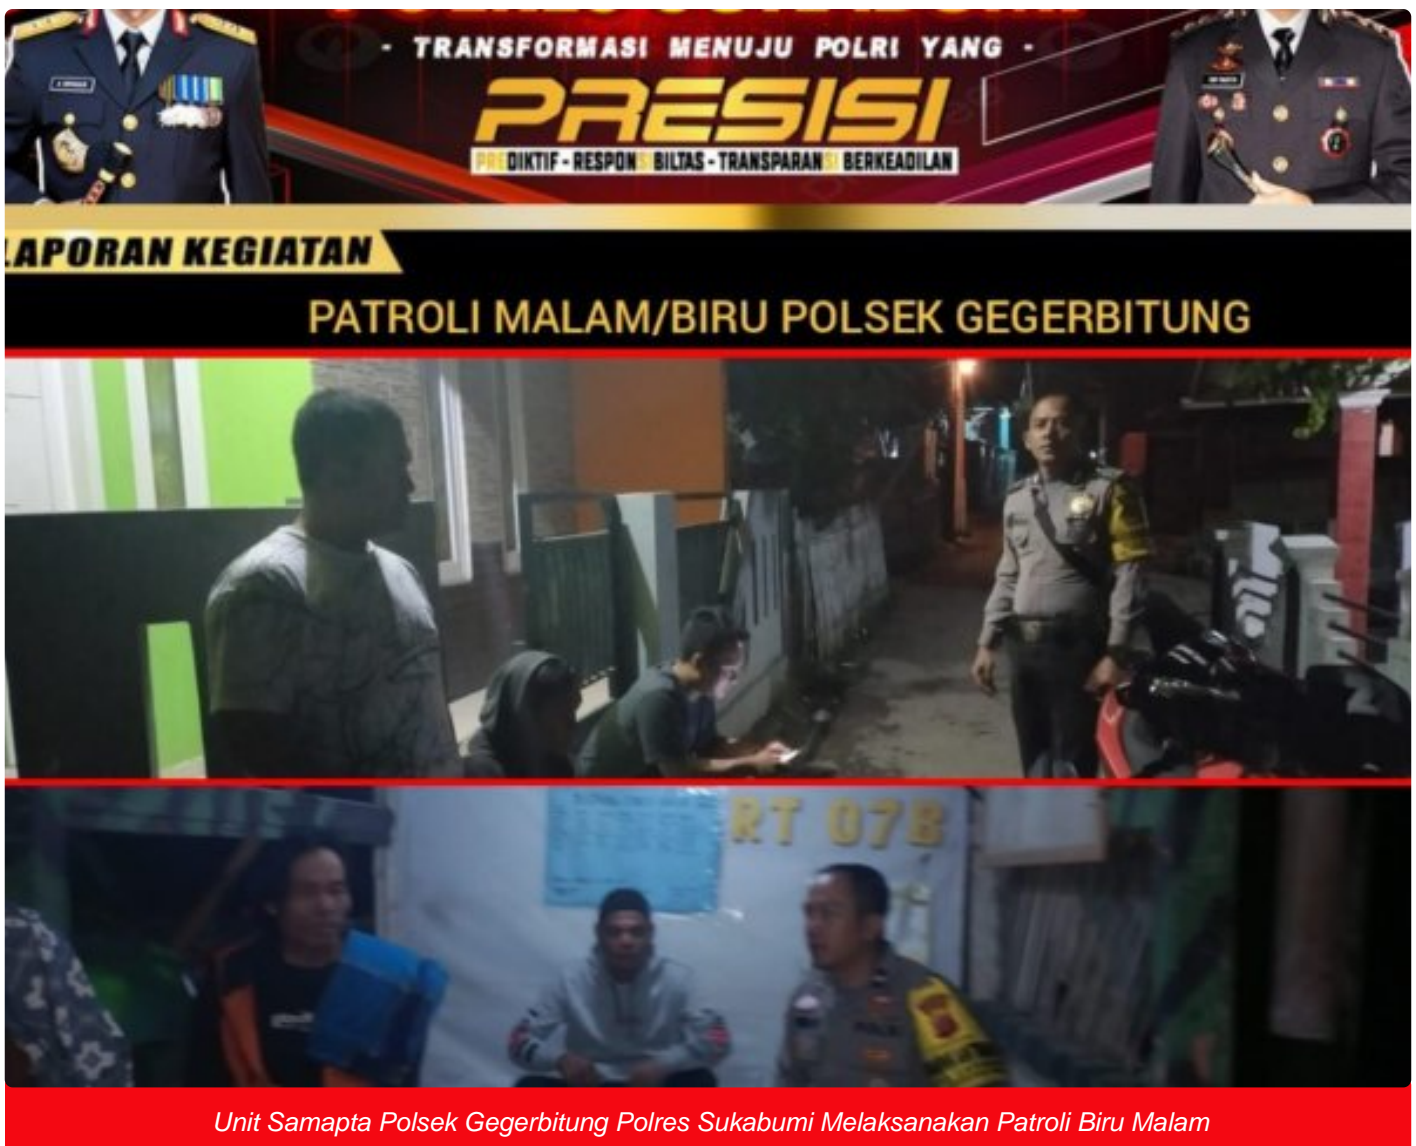 - TRANSFORMASI MENUJU POLRI YANG -
PRESISI
PREDIKTIF - RESPONSIBILTAS - TRANSPARANSI BERKEADILAN
LAPORAN KEGIATAN
PATROLI MALAM/BIRU POLSEK GEGERBITUNG
RT 07B
Unit Samapta Polsek Gegerbitung Polres Sukabumi Melaksanakan Patroli Biru Malam